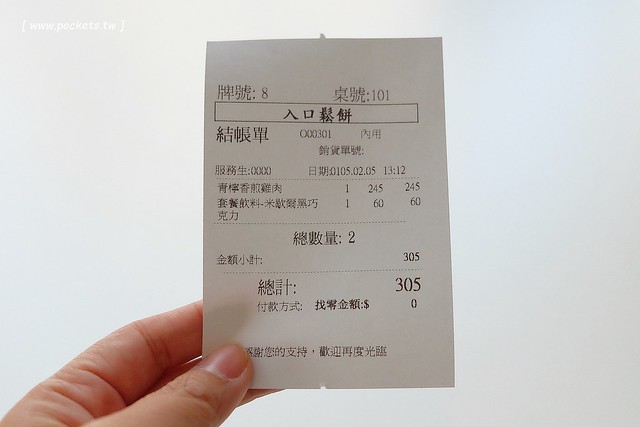 { www.pockets.tw }
牌號: 8 桌號:101
入口鬆餅
結帳單 O00301 內用
銷貨單號:
服務生:0000 日期:0105.02.05 13:12
青檸香煎雞肉 1 245 245
套餐飲料-米歇爾黑巧 1 60 60
克力
總數量: 2
金額小計: 305
總計: 305
付款方式: 找零金額:$ 0
感謝您的支持，歡迎再度光臨